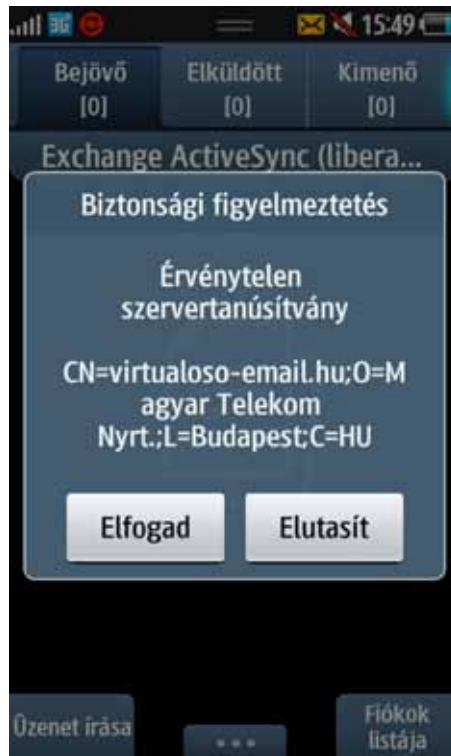 3G
15:49
Bejövő
[0]
Elküldött
[0]
Kimenő
[0]
Exchange ActiveSync (libera...
Biztonsági figyelmeztetés
Érvénytelen
szervertanúsítvány
CN=virtualoso-email.hu;O=M
agyar Telekom
Nyrt.;L=Budapest;C=HU
Elfogad
Elutasít
Üzenet írása
Fiókok
listája